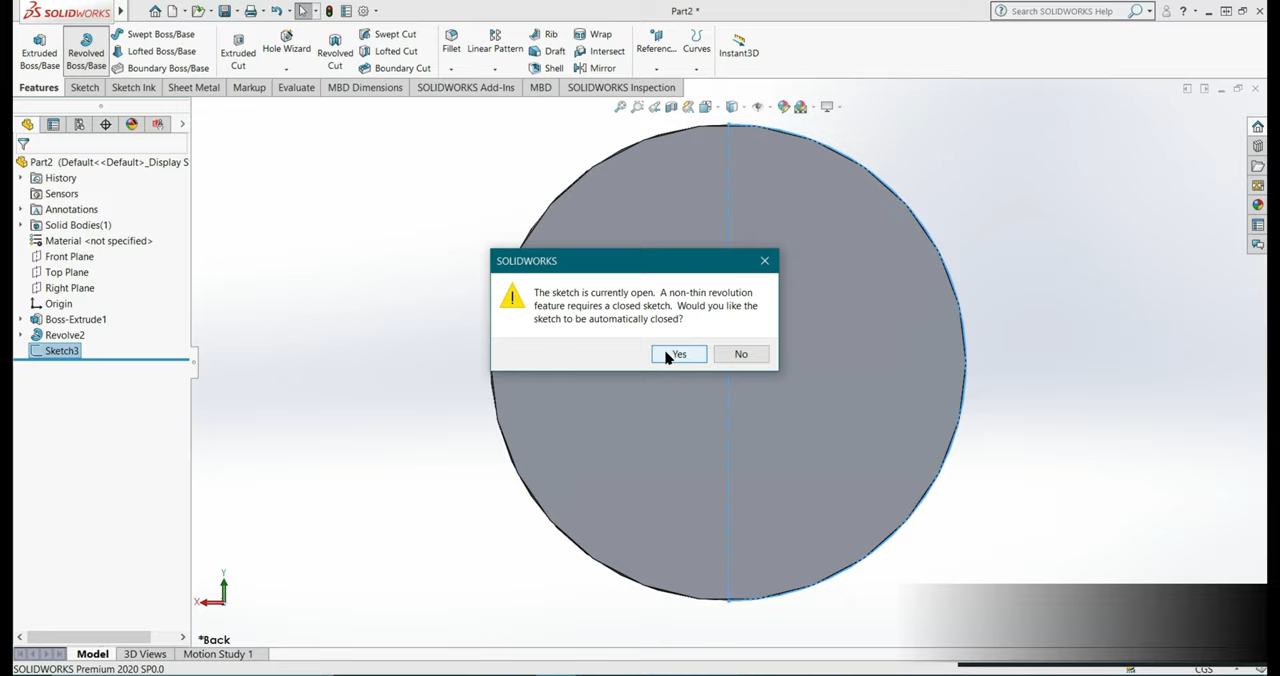 SOLIDWORKS
Part2 *
Search SOLIDWORKS Help
Extruded Boss/Base
Revolved Boss/Base
Swept Boss/Base
Lofted Boss/Base
Boundary Boss/Base
Extruded Cut
Hole Wizard
Revolved Cut
Swept Cut
Lofted Cut
Boundary Cut
Fillet
Linear Pattern
Rib
Draft
Shell
Wrap
Intersect
Mirror
Referenc...
Curves
Instant3D
Features
Sketch
Sketch Ink
Sheet Metal
Markup
Evaluate
MBD Dimensions
SOLIDWORKS Add-Ins
MBD
SOLIDWORKS Inspection
Part2 (Default<<Default>_Display S
History
Sensors
Annotations
Solid Bodies(1)
Material <not specified>
Front Plane
Top Plane
Right Plane
Origin
Boss-Extrude1
Revolve2
Sketch3
SOLIDWORKS
The sketch is currently open. A non-thin revolution
feature requires a closed sketch. Would you like the
sketch to be automatically closed?
Yes
No
Y
X
*Back
Model
3D Views
Motion Study 1
SOLIDWORKS Premium 2020 SP0.0
CGS